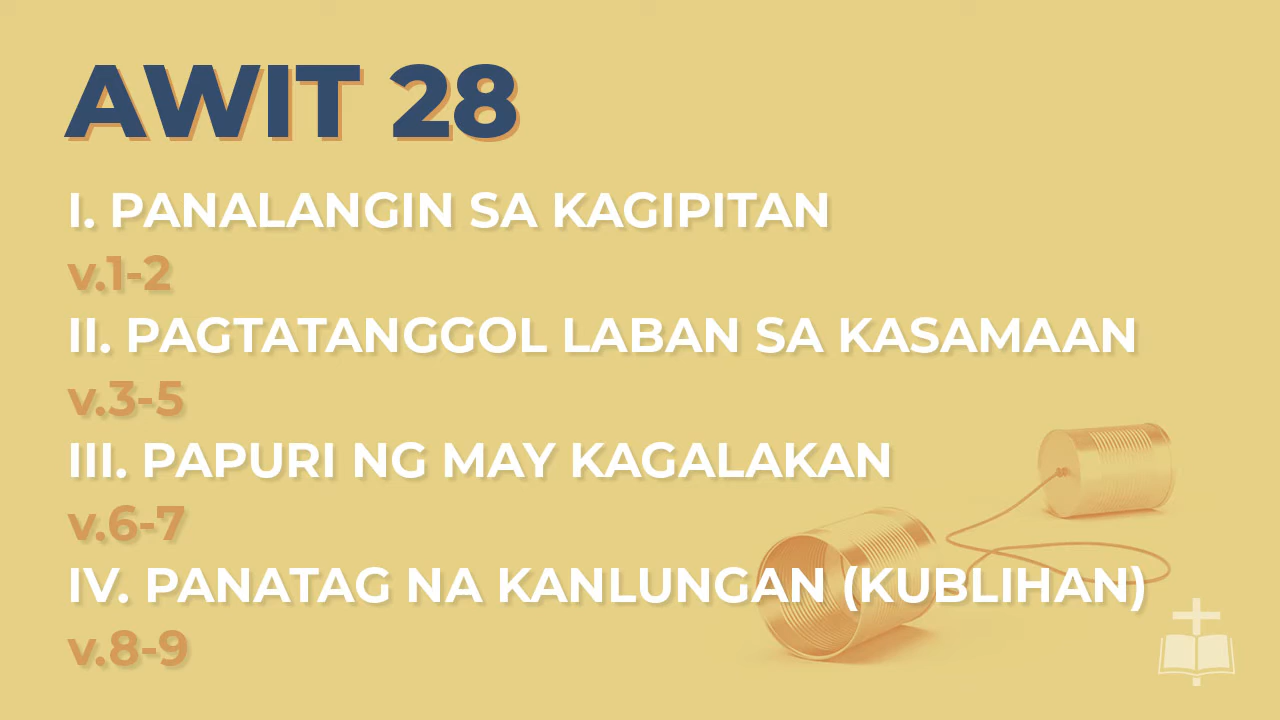 AWIT 28
I. PANALANGIN SA KAGIPITAN
v.1-2
II. PAGTATANGGOL LABAN SA KASAMAAN
v.3-5
III. PAPURI NG MAY KAGALAKAN
v.6-7
IV. PANATAG NA KANLUNGAN (KUBLIHAN)
v.8-9